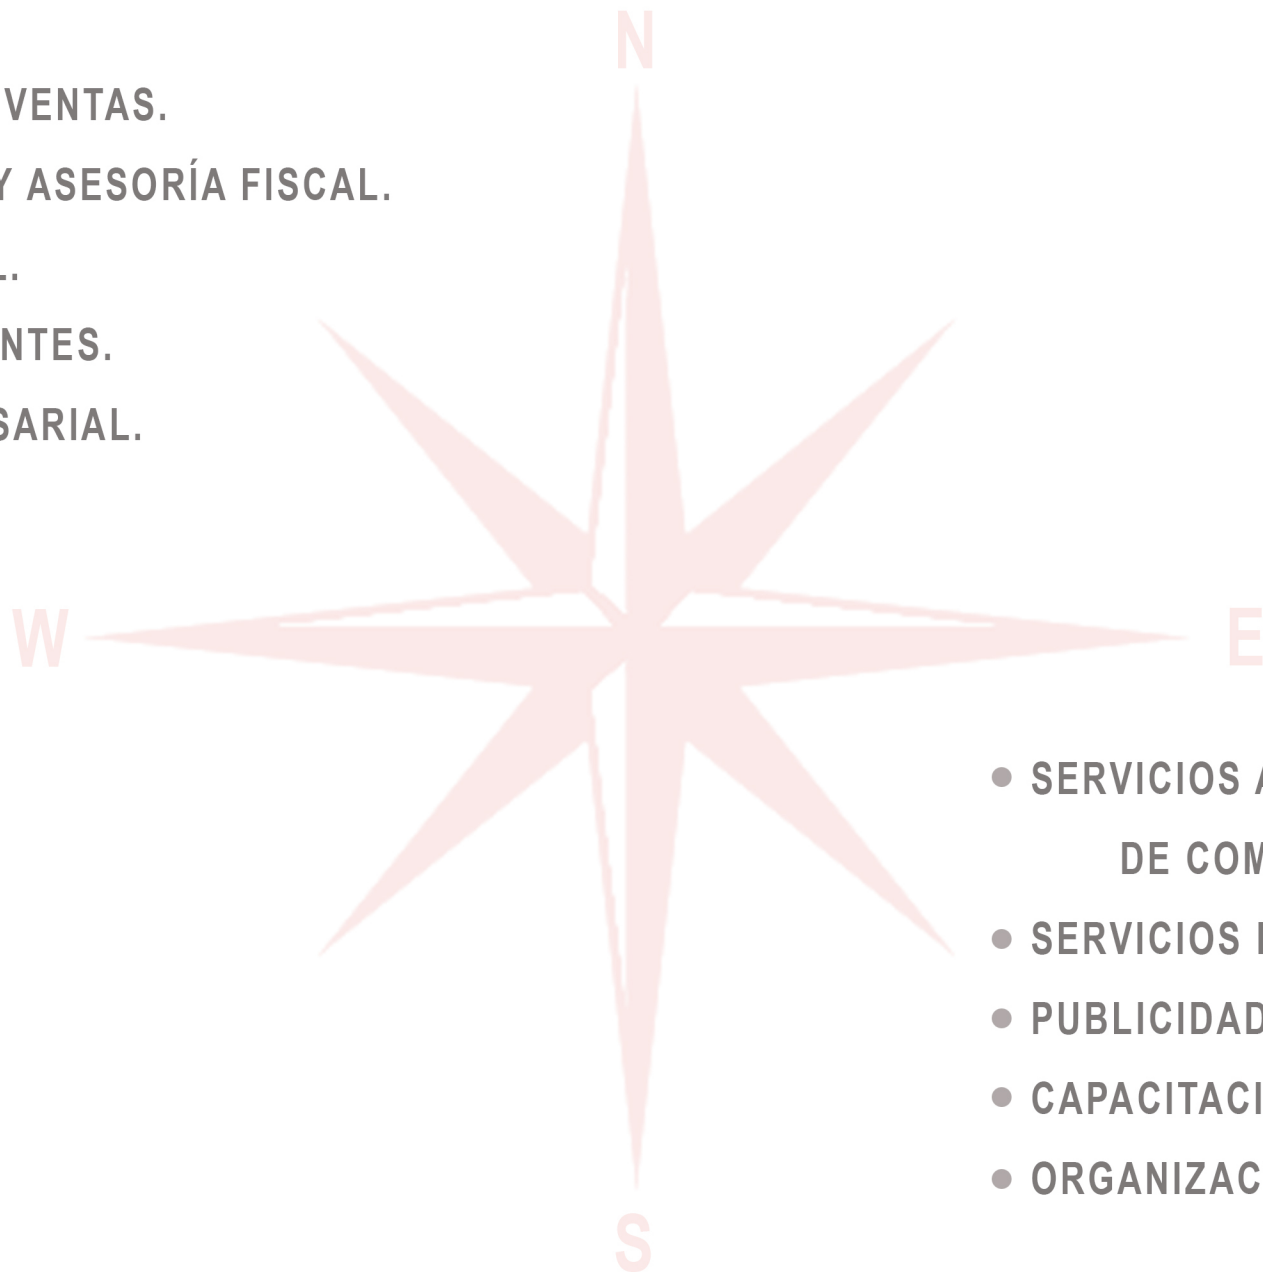 N
VENTAS.
Y ASESORÍA FISCAL.
L.
NTES.
SARIAL.
W
E
SERVICIOS A
DE COM
SERVICIOS
PUBLICIDAD
CAPACITACI
ORGANIZAC
S